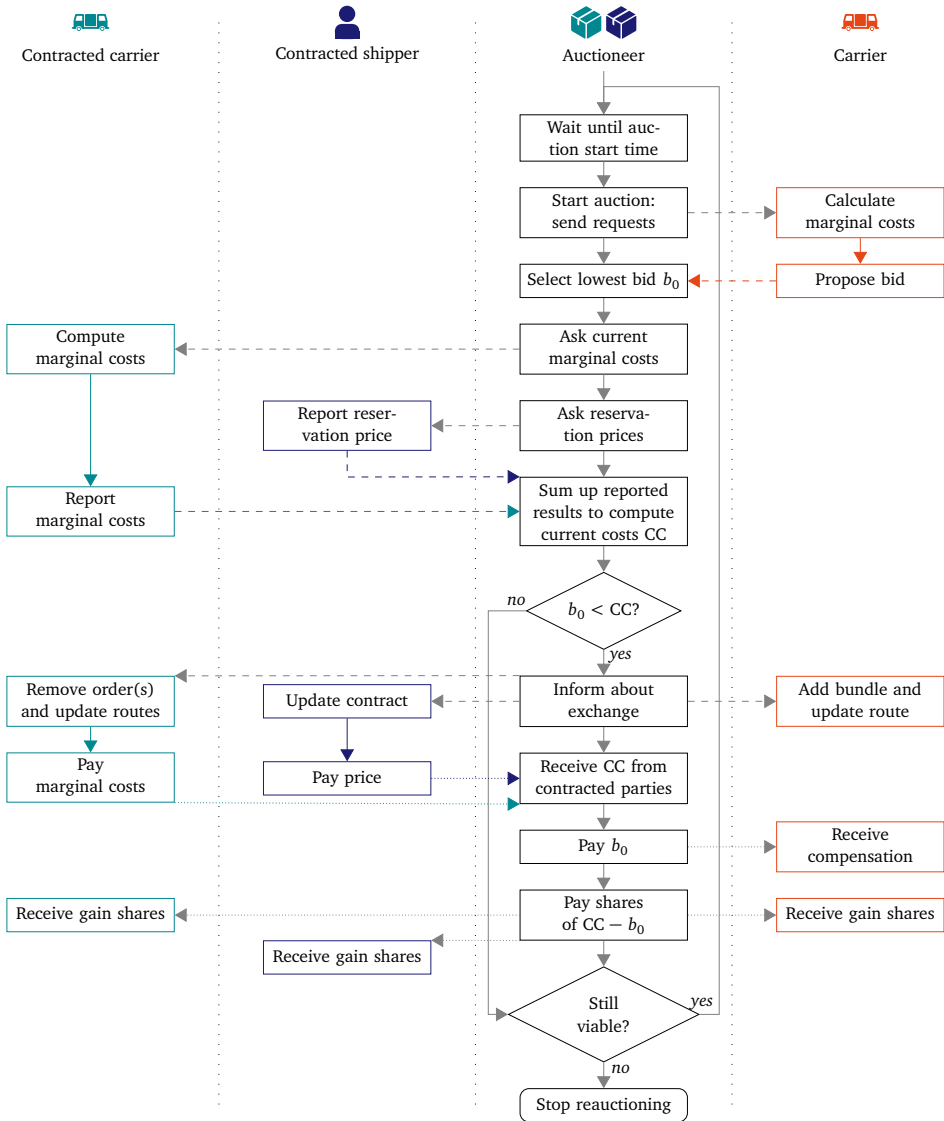 Contracted carrier
Contracted shipper
Auctioneer
Carrier
Wait until auc-
tion start time
Start auction:
send requests
Calculate
marginal costs
Select lowest bid b₀
Propose bid
Compute
marginal costs
Ask current
marginal costs
Report reser-
vation price
Ask reserva-
tion prices
Report
marginal costs
Sum up reported
results to compute
current costs CC
no
b₀ < CC?
yes
Remove order(s)
and update routes
Update contract
Inform about
exchange
Add bundle and
update route
Pay
marginal costs
Pay price
Receive CC from
contracted parties
Pay b₀
Receive
compensation
Receive gain shares
Pay shares
of CC − b₀
Receive gain shares
Receive gain shares
Still
viable?
yes
no
Stop reauctioning